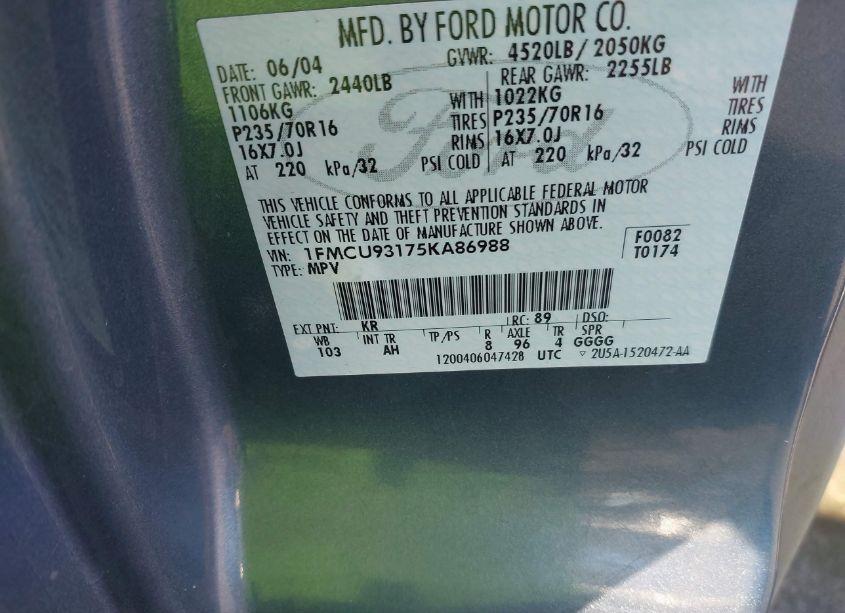 MFD. BY FORD MOTOR CO.
DATE: 06/04 GVWR: 4520LB/ 2050KG
FRONT GAWR: 2440LB REAR GAWR: 2255LB
1106KG WITH 1022KG WITH
P235/70R16 TIRES P235/70R16 TIRES
16X7.0J RIMS 16X7.0J RIMS
AT 220 kPa/32 PSI COLD AT 220 kPa/32 PSI COLD
Ford
THIS VEHICLE CONFORMS TO ALL APPLICABLE FEDERAL MOTOR
VEHICLE SAFETY AND THEFT PREVENTION STANDARDS IN
EFFECT ON THE DATE OF MANUFACTURE SHOWN ABOVE.
VIN: 1FMCU93175KA86988 F0082
TYPE: MPV T0174
EXT PNT: KR RC: 89 DSO:
WB INT TR TP/PS R AXLE TR SPR
103 AH 8 96 4 GGGG
1200406047428 UTC 2U5A-1520472-AA